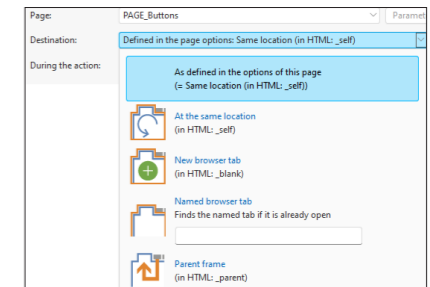 Page: PAGE_Buttons Paramet
Destination: Defined in the page options: Same location (in HTML: _self)
During the action:
As defined in the options of this page
(= Same location (in HTML: _self))
At the same location
(in HTML: _self)
New browser tab
(in HTML: _blank)
Named browser tab
Finds the named tab if it is already open
Parent frame
(in HTML: _parent)